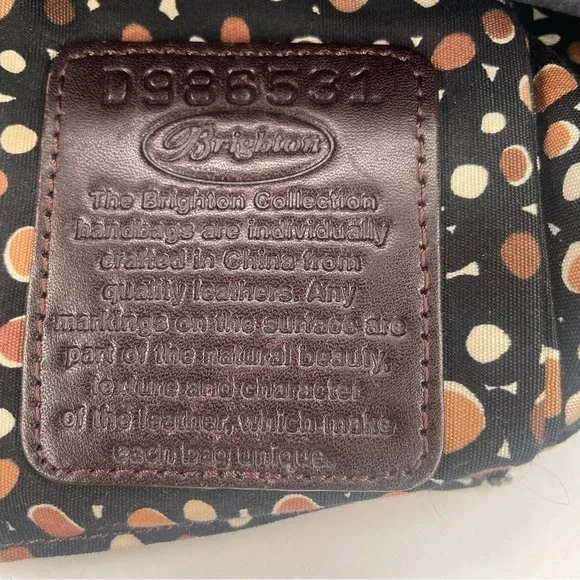 D986531
Brighton
The Brighton Collection
handbags are individually
crafted in China from
quality leathers. Any
markings on the surface are
part of the natural beauty,
texture and character
of the leather, which make
each bag unique.